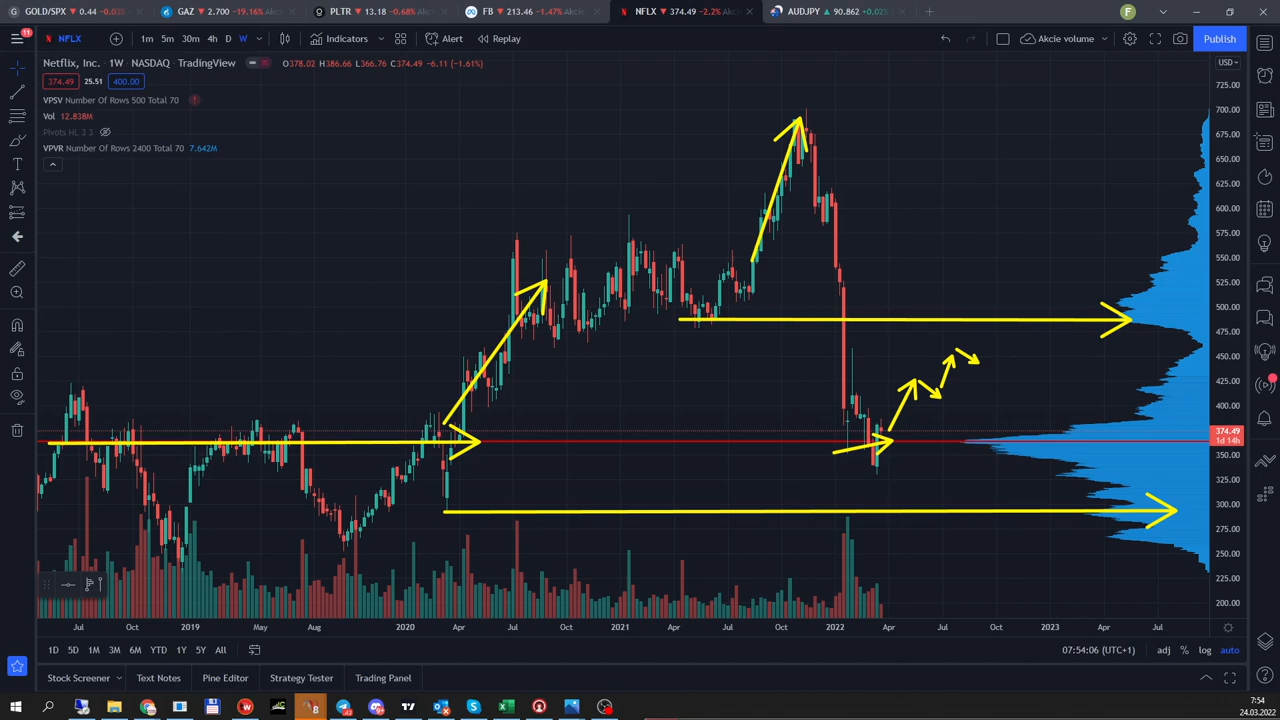 GOLD/SPX ▼ 0.44 -0.03%
GAZ ▼ 2.700 -19.16% Akcie
PLTR ▼ 13.18 -0.68% Akcie
FB ▼ 213.46 -1.47% Akcie
NFLX ▼ 374.49 -2.2% Akcie
AUDJPY ▲ 90.862 +0.02%
F
11
NFLX
1m 5m 30m 4h D W
Indicators
Alert
Replay
Akcie volume
Publish
Netflix, Inc. · 1W · NASDAQ · TradingView
O378.02 H386.66 L366.76 C374.49 -6.11 (-1.61%)
USD
374.49 25.51 400.00
VPSV Number Of Rows 500 Total 70
Vol 12.838M
Pivots HL 3 3
VPVR Number Of Rows 2400 Total 70 7.642M
725.00
700.00
675.00
650.00
625.00
600.00
575.00
550.00
525.00
500.00
475.00
450.00
425.00
400.00
374.49
1d 14h
350.00
325.00
300.00
275.00
250.00
225.00
200.00
Jul Oct 2019 May Aug 2020 Apr Jul Oct 2021 Apr Jul Oct 2022 Apr Jul Oct 2023 Apr Jul
1D 5D 1M 3M 6M YTD 1Y 5Y All
07:54:06 (UTC+1)
adj % log auto
Stock Screener
Text Notes
Pine Editor
Strategy Tester
Trading Panel
7:54
24.03.2022